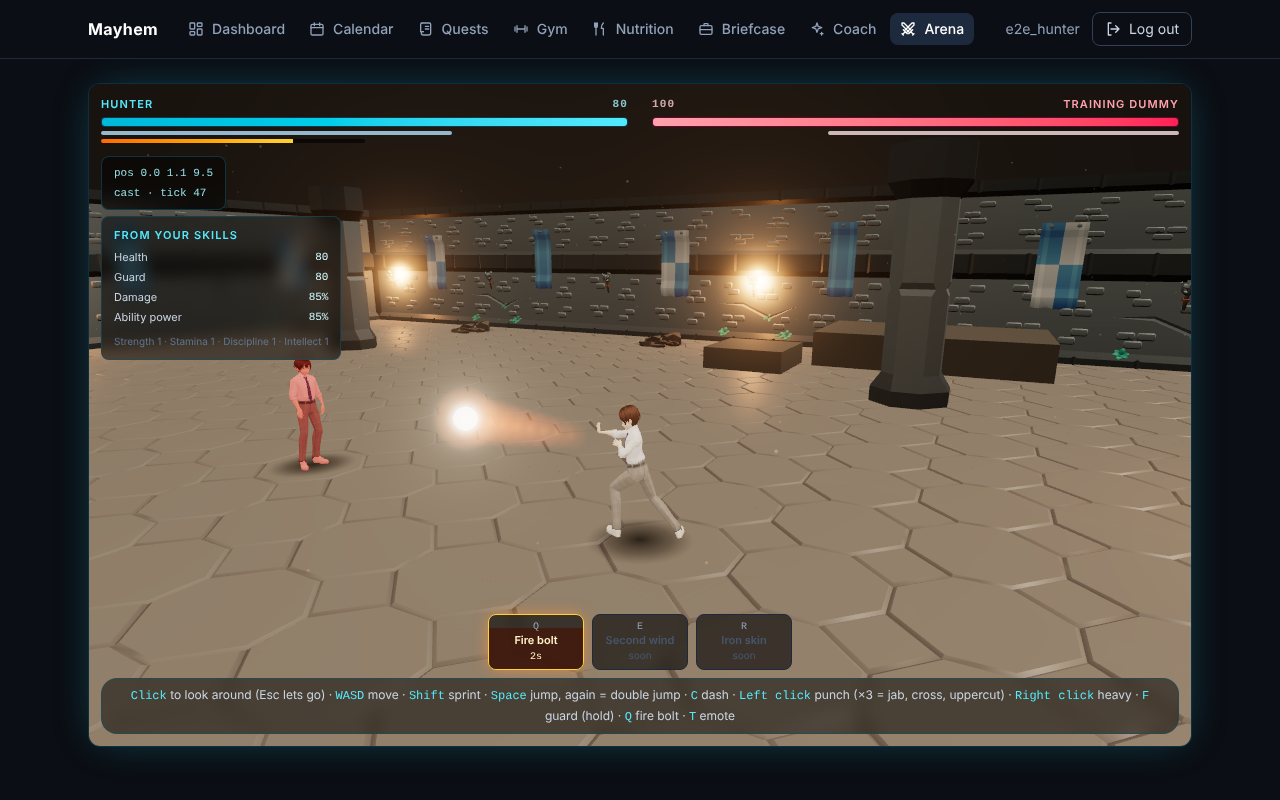 Mayhem
Dashboard
Calendar
Quests
Gym
Nutrition
Briefcase
Coach
Arena
e2e_hunter
Log out
HUNTER 80
100 TRAINING DUMMY
pos 0.0 1.1 9.5
cast · tick 47
FROM YOUR SKILLS
Health 80
Guard 80
Damage 85%
Ability power 85%
Strength 1 · Stamina 1 · Discipline 1 · Intellect 1
Q
Fire bolt
2s
E
Second wind
soon
R
Iron skin
soon
Click to look around (Esc lets go) · WASD move · Shift sprint · Space jump, again = double jump · C dash · Left click punch (×3 = jab, cross, uppercut) · Right click heavy · F
guard (hold) · Q fire bolt · T emote